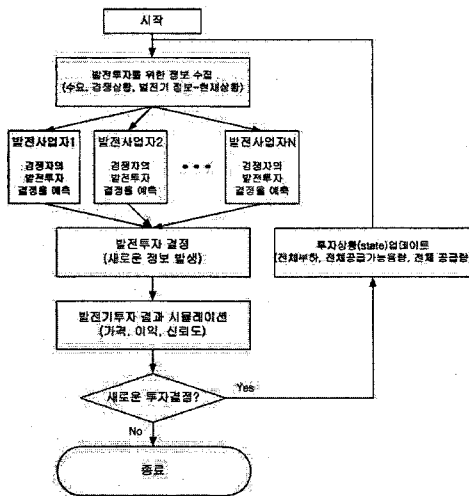 시작
발전투자를 위한 정보 수집
(수요, 경쟁상황, 발전기 정보-현재상황)
발전사업자1
경쟁자의
발전투자
결정을 예측
발전사업자2
경쟁자의
발전투자
결정을 예측
발전사업자N
경쟁자의
발전투자
결정을 예측
발전투자 결정
(새로운 정보 발생)
투자상황(state)업데이트
(전체부하, 전체공급가능용량, 전체 공급량)
발전기투자 결과 시뮬레이션
(가격, 이익, 신뢰도)
새로운 투자결정?
Yes
No
종료